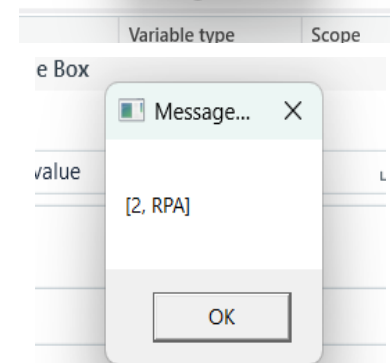 Variable type Scope
e Box
Message...
value
[2, RPA]
OK